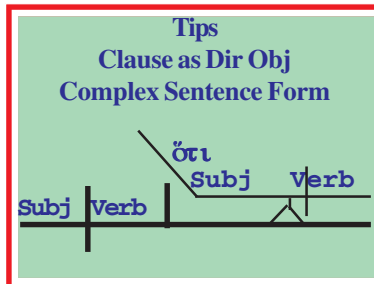 Tips
Clause as Dir Obj
Complex Sentence Form
ὅτι
Subj Verb
Subj Verb